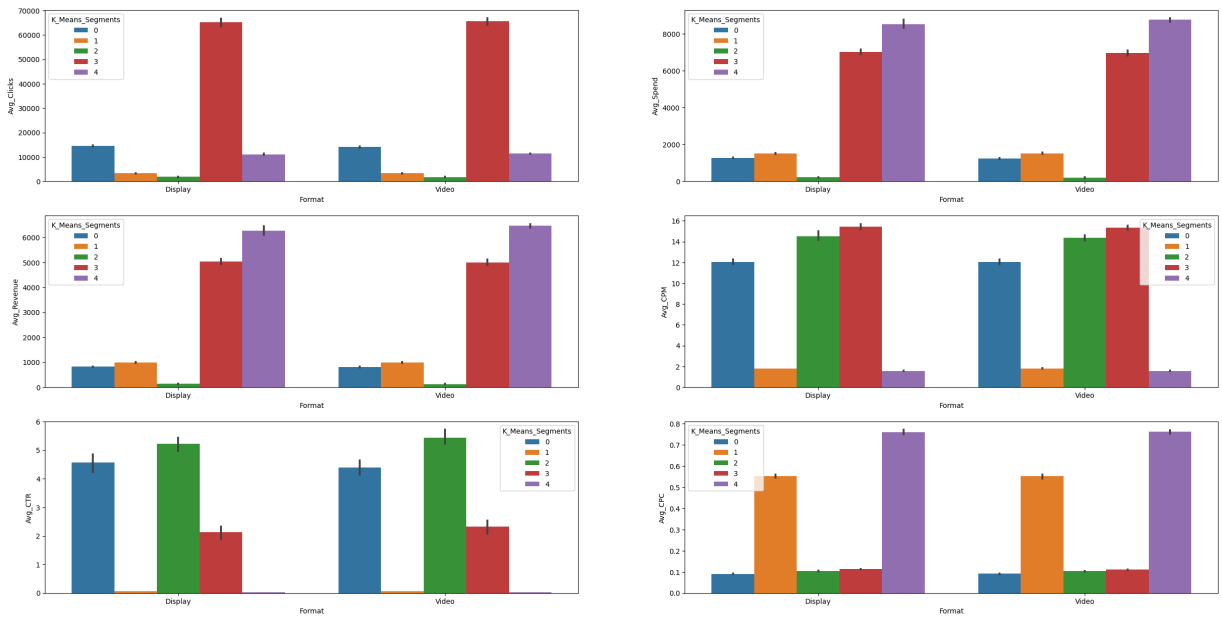 70000
60000
50000
40000
30000
20000
10000
0
Avg_Clicks
K_Means_Segments
0
1
2
3
4
Display
Video
Format
8000
6000
4000
2000
0
Avg_Spend
K_Means_Segments
0
1
2
3
4
Display
Video
Format
6000
5000
4000
3000
2000
1000
0
Avg_Revenue
K_Means_Segments
0
1
2
3
4
Display
Video
Format
16
14
12
10
8
6
4
2
0
Avg_CPM
K_Means_Segments
0
1
2
3
4
Display
Video
Format
6
5
4
3
2
1
0
Avg_CTR
K_Means_Segments
0
1
2
3
4
Display
Video
Format
0.8
0.7
0.6
0.5
0.4
0.3
0.2
0.1
0.0
Avg_CPC
K_Means_Segments
0
1
2
3
4
Display
Video
Format